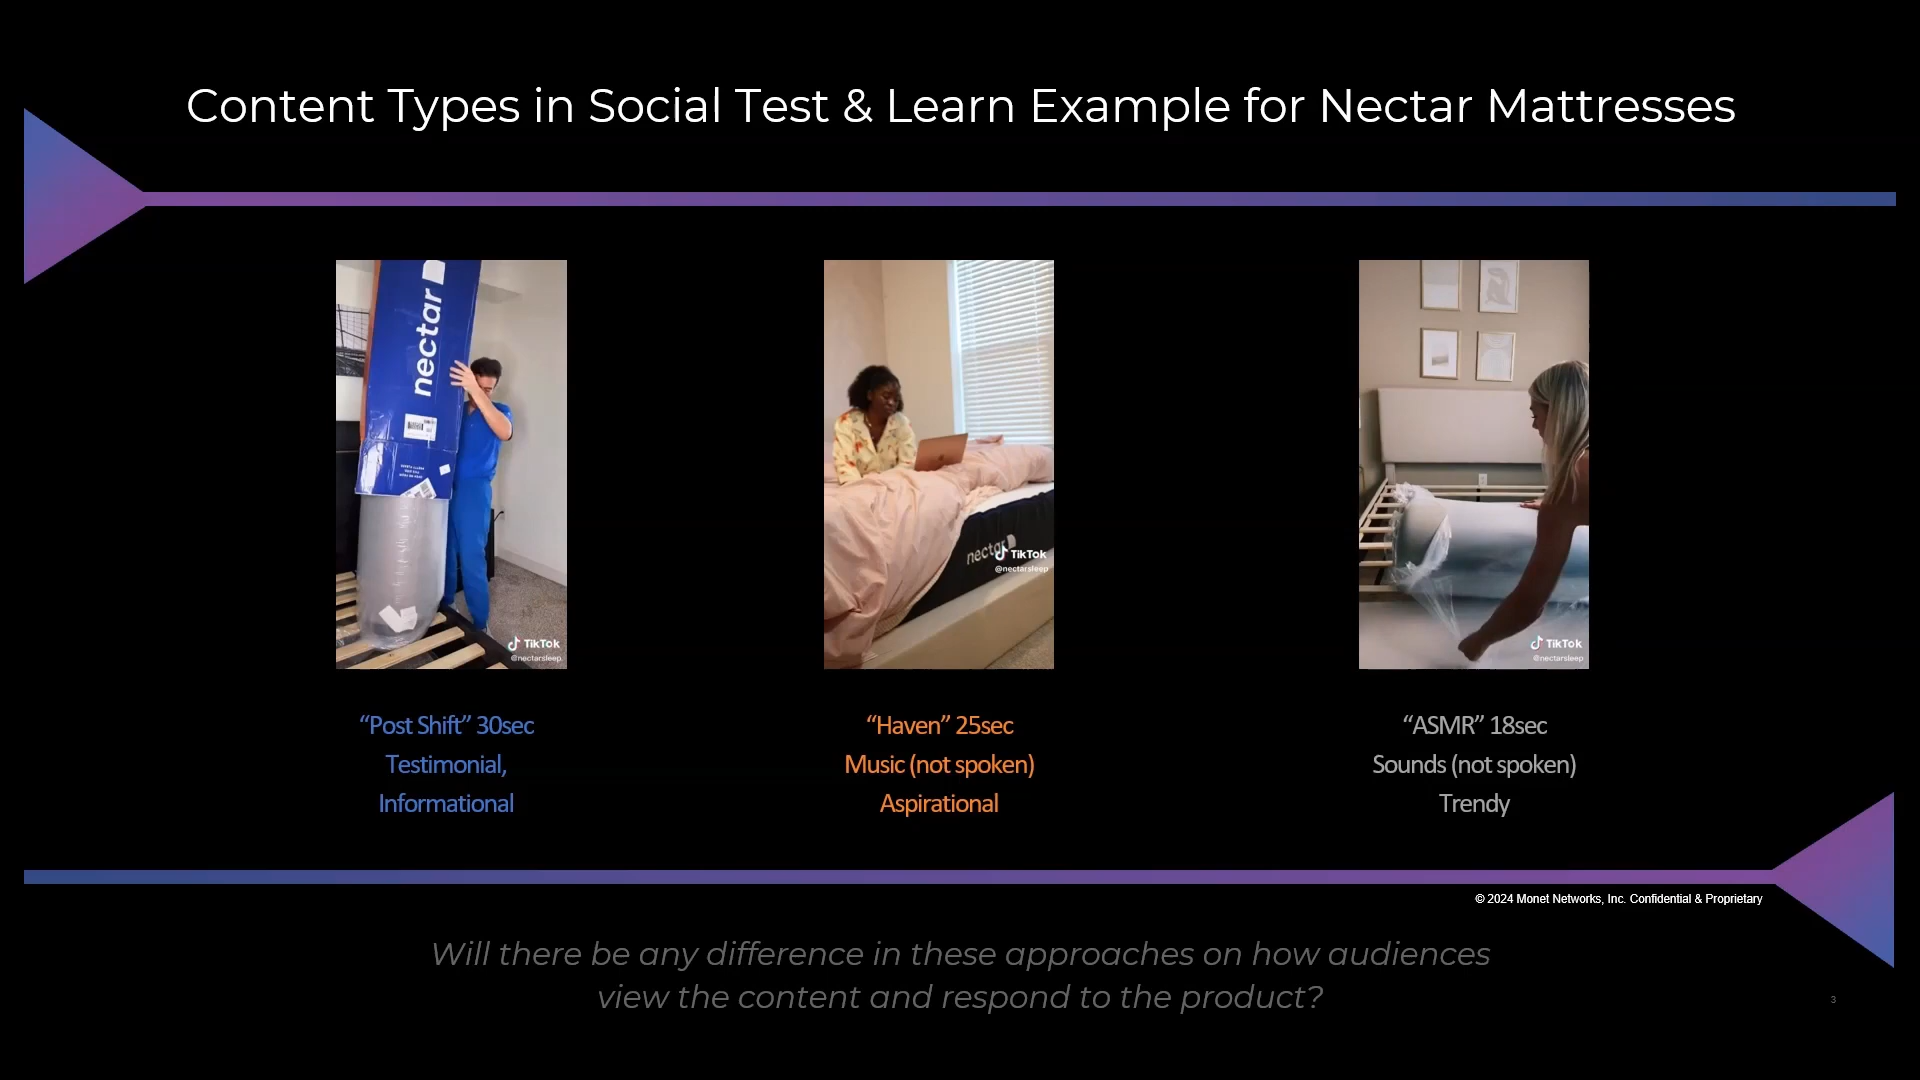 Content Types in Social Test & Learn Example for Nectar Mattresses
nectar
TikTok
@nectarsleep
nectar
TikTok
@nectarsleep
TikTok
@nectarsleep
“Post Shift” 30sec
Testimonial,
Informational
“Haven” 25sec
Music (not spoken)
Aspirational
“ASMR” 18sec
Sounds (not spoken)
Trendy
© 2024 Monet Networks, Inc. Confidential & Proprietary
Will there be any difference in these approaches on how audiences
view the content and respond to the product?
3